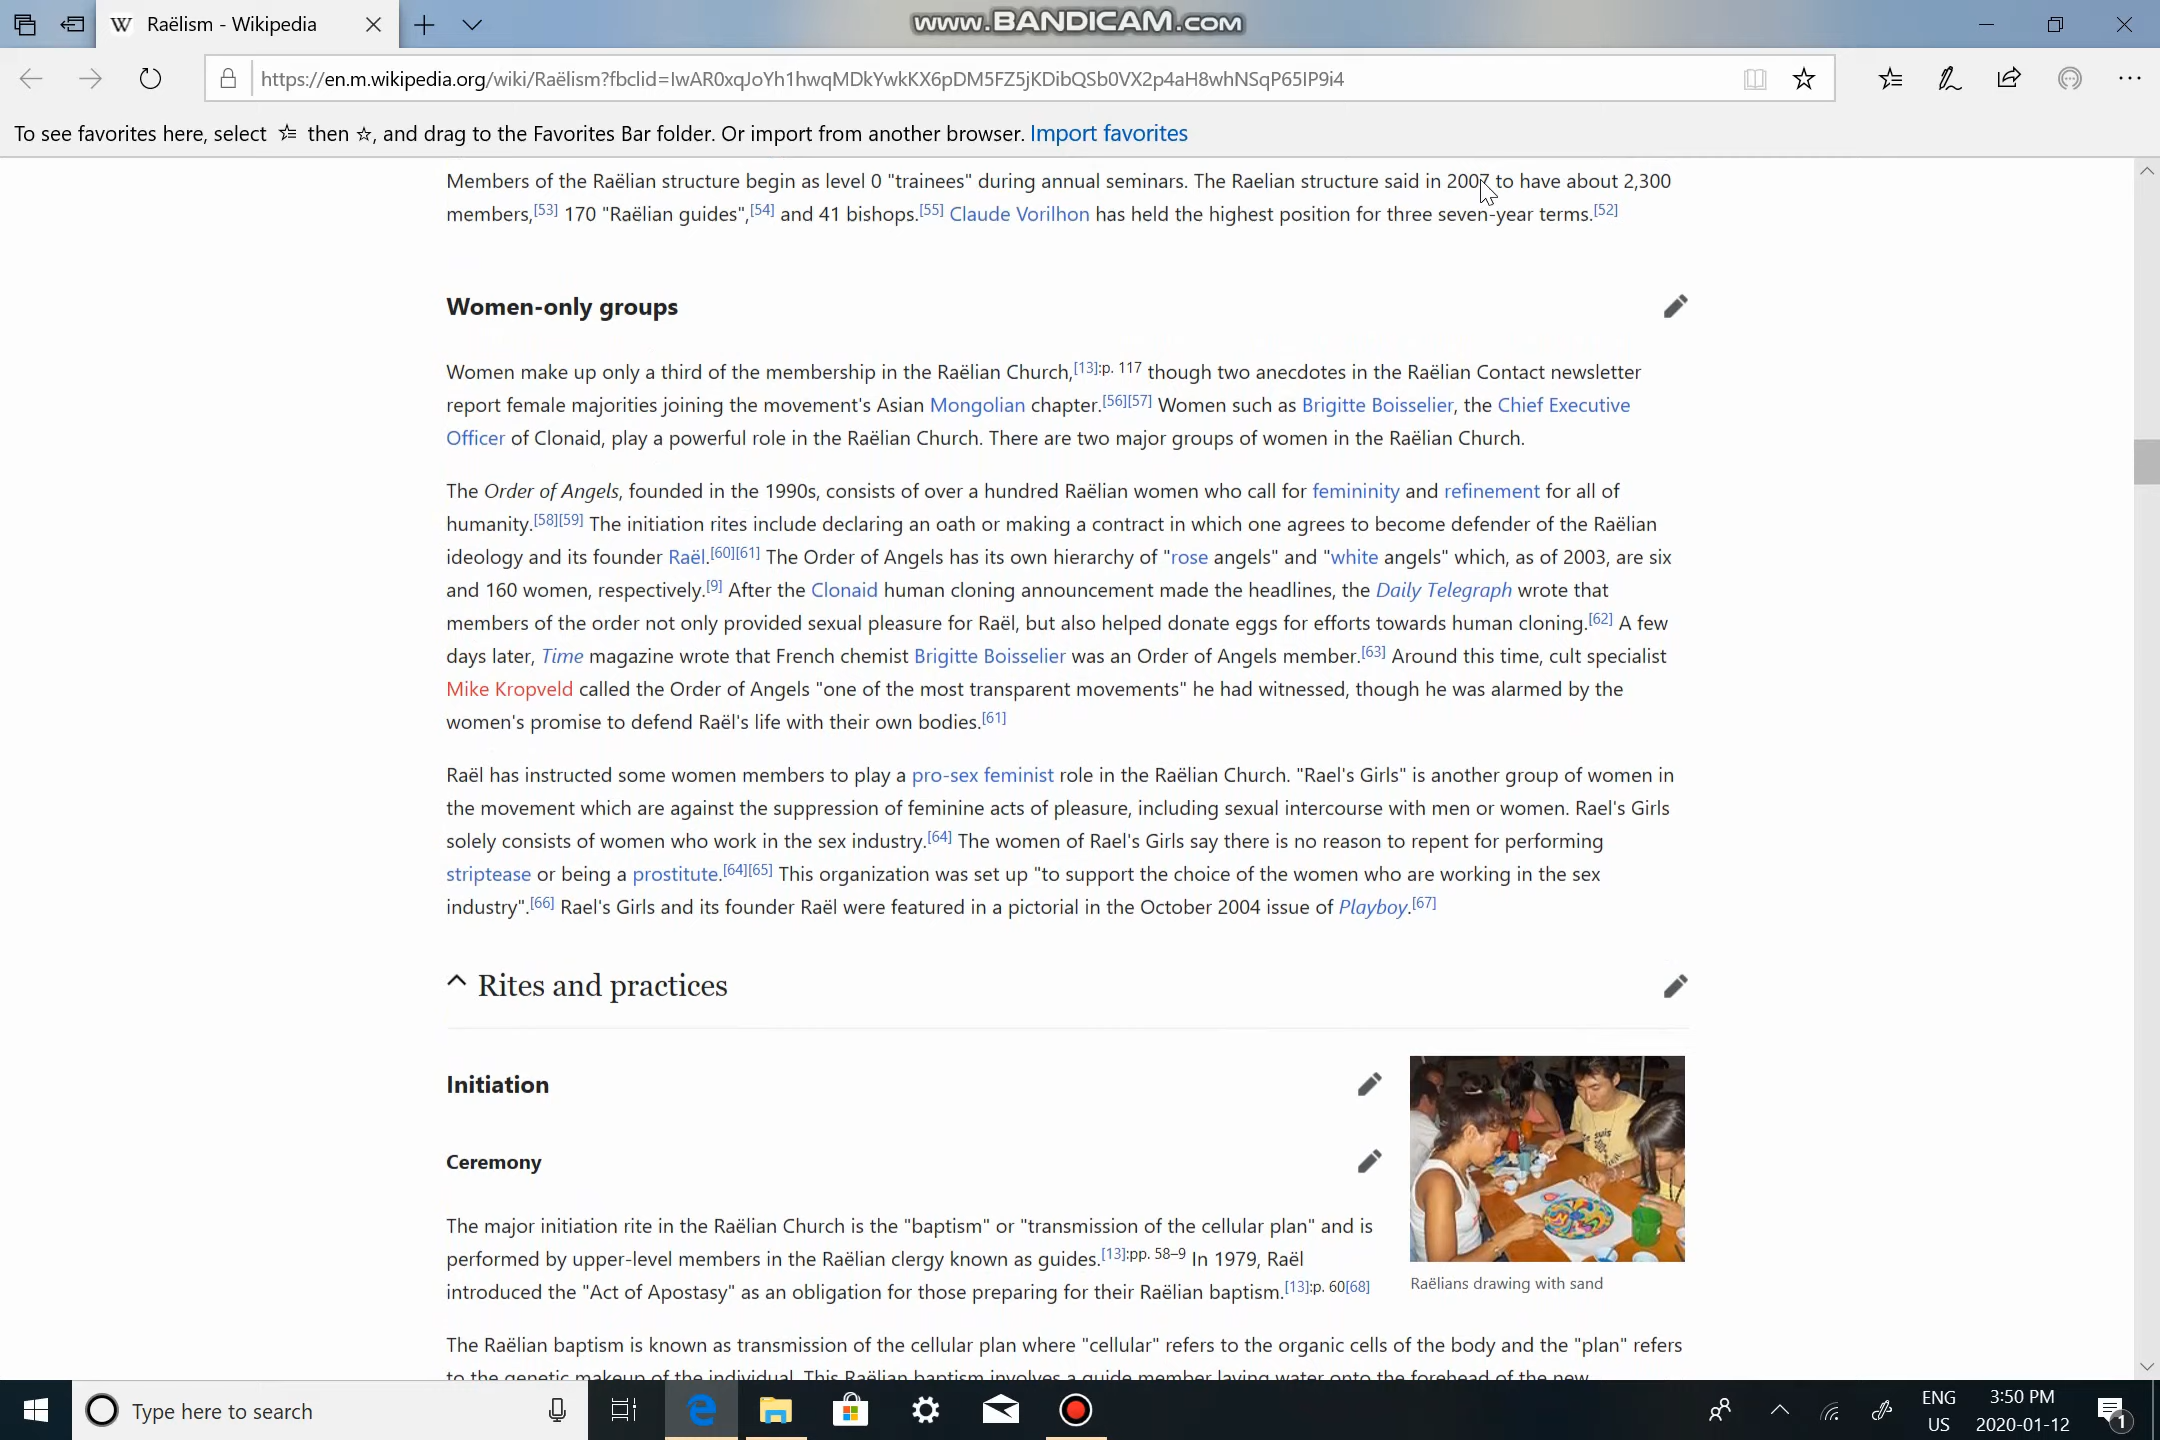 Raëlism - Wikipedia
www.BANDICAM.com
https://en.m.wikipedia.org/wiki/Raëlism?fbclid=IwAR0xqJoYh1hwqMDkYwkKX6pDM5FZ5jKDibQSb0VX2p4aH8whNSqP65IP9i4
To see favorites here, select then ☆, and drag to the Favorites Bar folder. Or import from another browser. Import favorites
Members of the Raëlian structure begin as level 0 "trainees" during annual seminars. The Raelian structure said in 2007 to have about 2,300
members,[53] 170 "Raëlian guides",[54] and 41 bishops.[55] Claude Vorilhon has held the highest position for three seven-year terms.[52]
Women-only groups
Women make up only a third of the membership in the Raëlian Church,[13]:p. 117 though two anecdotes in the Raëlian Contact newsletter
report female majorities joining the movement's Asian Mongolian chapter.[56][57] Women such as Brigitte Boisselier, the Chief Executive
Officer of Clonaid, play a powerful role in the Raëlian Church. There are two major groups of women in the Raëlian Church.
The Order of Angels, founded in the 1990s, consists of over a hundred Raëlian women who call for femininity and refinement for all of
humanity.[58][59] The initiation rites include declaring an oath or making a contract in which one agrees to become defender of the Raëlian
ideology and its founder Raël.[60][61] The Order of Angels has its own hierarchy of "rose angels" and "white angels" which, as of 2003, are six
and 160 women, respectively.[9] After the Clonaid human cloning announcement made the headlines, the Daily Telegraph wrote that
members of the order not only provided sexual pleasure for Raël, but also helped donate eggs for efforts towards human cloning.[62] A few
days later, Time magazine wrote that French chemist Brigitte Boisselier was an Order of Angels member.[63] Around this time, cult specialist
Mike Kropveld called the Order of Angels "one of the most transparent movements" he had witnessed, though he was alarmed by the
women's promise to defend Raël's life with their own bodies.[61]
Raël has instructed some women members to play a pro-sex feminist role in the Raëlian Church. "Rael's Girls" is another group of women in
the movement which are against the suppression of feminine acts of pleasure, including sexual intercourse with men or women. Rael's Girls
solely consists of women who work in the sex industry.[64] The women of Rael's Girls say there is no reason to repent for performing
striptease or being a prostitute.[64][65] This organization was set up "to support the choice of the women who are working in the sex
industry".[66] Rael's Girls and its founder Raël were featured in a pictorial in the October 2004 issue of Playboy.[67]
Rites and practices
Initiation
Ceremony
The major initiation rite in the Raëlian Church is the "baptism" or "transmission of the cellular plan" and is
performed by upper-level members in the Raëlian clergy known as guides.[13]:pp. 58–9 In 1979, Raël
introduced the "Act of Apostasy" as an obligation for those preparing for their Raëlian baptism.[13]:p. 60[68]
Raëlians drawing with sand
The Raëlian baptism is known as transmission of the cellular plan where "cellular" refers to the organic cells of the body and the "plan" refers
to the genetic makeup of the individual. This Raëlian baptism involves a guide member laying water onto the forehead of the new
Type here to search
ENG
US
3:50 PM
2020-01-12
1